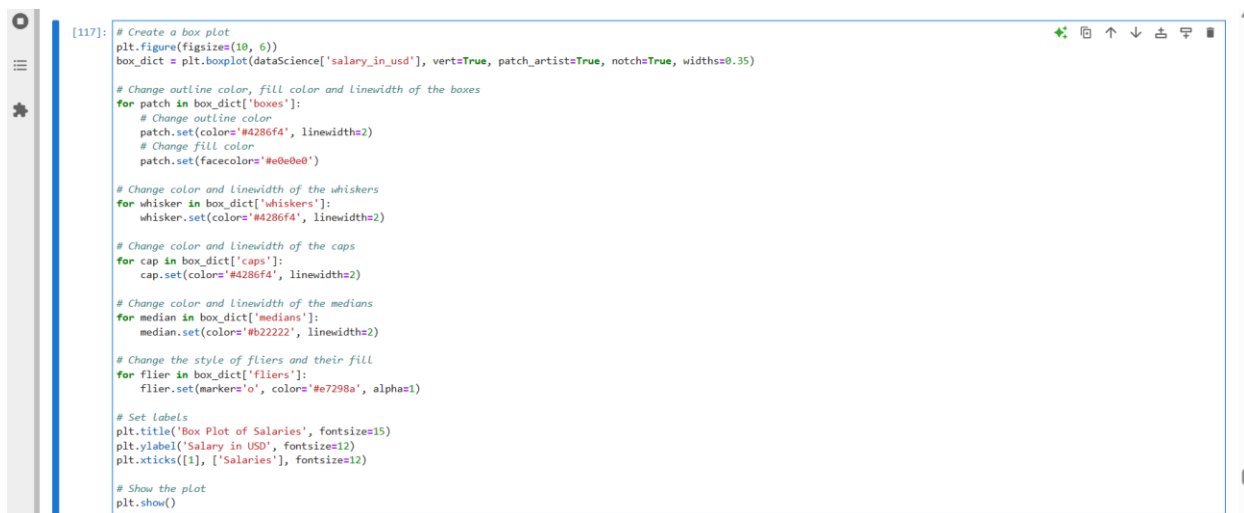 [117]: # Create a box plot
plt.figure(figsize=(10, 6))
box_dict = plt.boxplot(dataScience['salary_in_usd'], vert=True, patch_artist=True, notch=True, widths=0.35)

# Change outline color, fill color and linewidth of the boxes
for patch in box_dict['boxes']:
    # Change outline color
    patch.set(color='#4286f4', linewidth=2)
    # Change fill color
    patch.set(facecolor='#e0e0e0')

# Change color and linewidth of the whiskers
for whisker in box_dict['whiskers']:
    whisker.set(color='#4286f4', linewidth=2)

# Change color and linewidth of the caps
for cap in box_dict['caps']:
    cap.set(color='#4286f4', linewidth=2)

# Change color and linewidth of the medians
for median in box_dict['medians']:
    median.set(color='#b22222', linewidth=2)

# Change the style of fliers and their fill
for flier in box_dict['fliers']:
    flier.set(marker='o', color='#e7298a', alpha=1)

# Set labels
plt.title('Box Plot of Salaries', fontsize=15)
plt.ylabel('Salary in USD', fontsize=12)
plt.xticks([1], ['Salaries'], fontsize=12)

# Show the plot
plt.show()